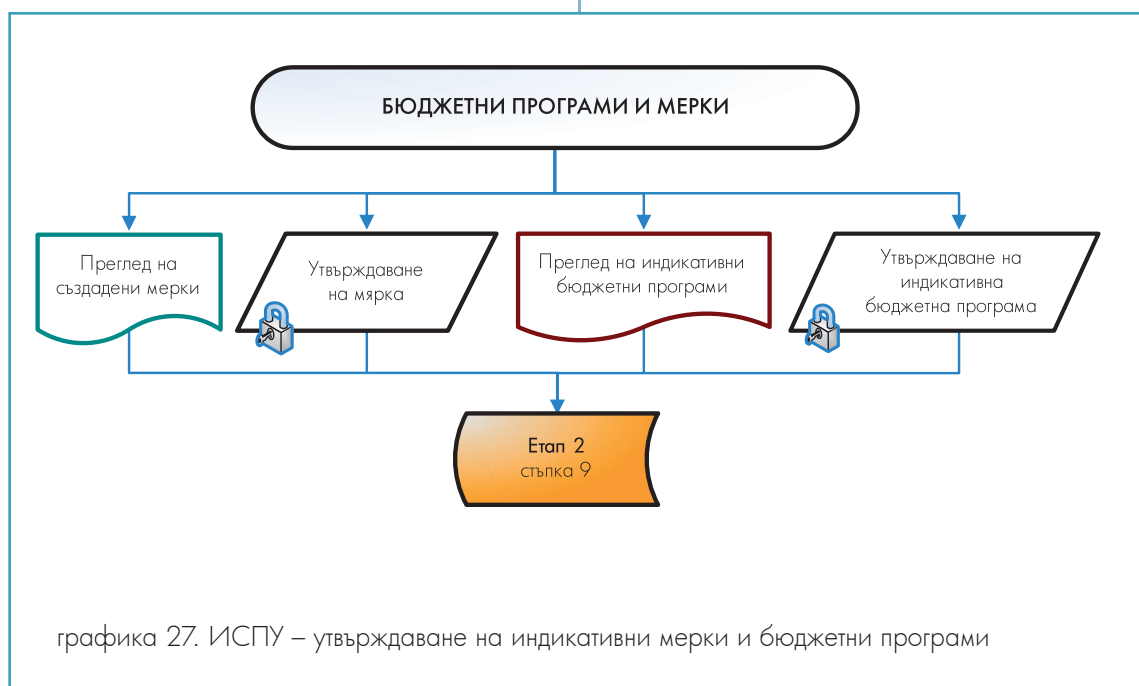 БЮДЖЕТНИ ПРОГРАМИ И МЕРКИ
Преглед на
създадени мерки
Утвърждаване
на мярка
Преглед на индикативни
бюджетни програми
Утвърждаване на
индикативна
бюджетна програма
Етап 2
стъпка 9
графика 27. ИСПУ – утвърждаване на индикативни мерки и бюджетни програми